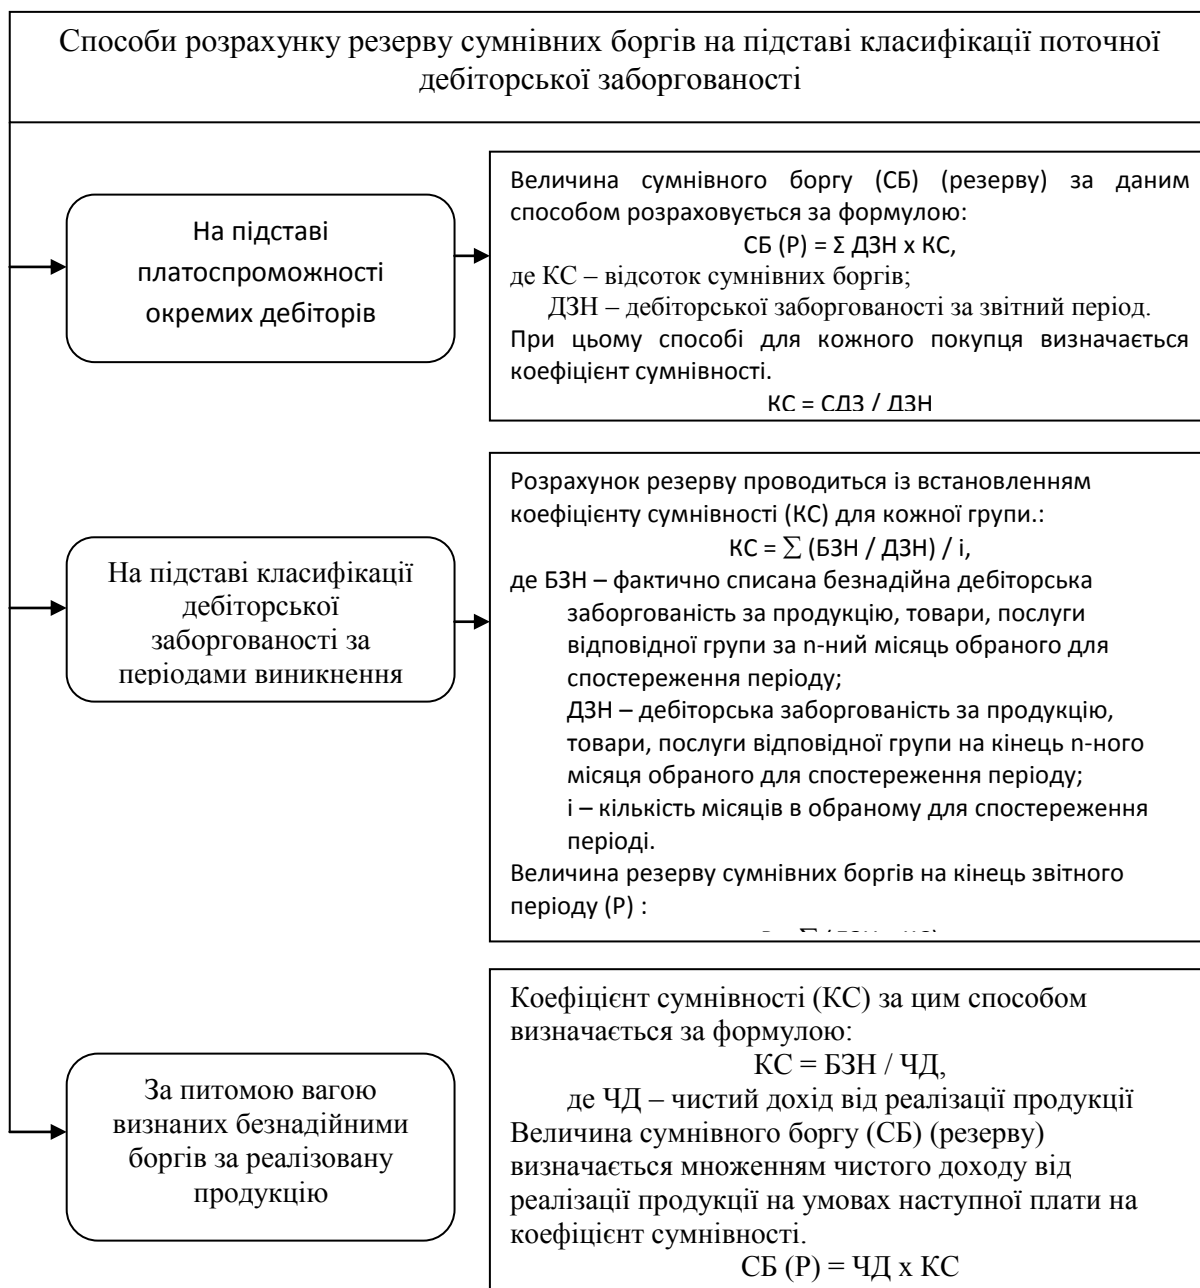 Способи розрахунку резерву сумнівних боргів на підставі класифікації поточної
дебіторської заборгованості
На підставі
платоспроможності
окремих дебіторів
Величина сумнівного боргу (СБ) (резерву) за даним
способом розраховується за формулою:
СБ (Р) = Σ ДЗН х КС,
де КС – відсоток сумнівних боргів;
ДЗН – дебіторської заборгованості за звітний період.
При цьому способі для кожного покупця визначається
коефіцієнт сумнівності.
КС = СДЗ / ДЗН
На підставі класифікації
дебіторської
заборгованості за
періодами виникнення
Розрахунок резерву проводиться із встановленням
коефіцієнту сумнівності (КС) для кожної групи.:
КС = ∑ (БЗН / ДЗН) / і,
де БЗН – фактично списана безнадійна дебіторська
заборгованість за продукцію, товари, послуги
відповідної групи за n-ний місяць обраного для
спостереження періоду;
ДЗН – дебіторська заборгованість за продукцію,
товари, послуги відповідної групи на кінець n-ного
місяця обраного для спостереження періоду;
і – кількість місяців в обраному для спостереження
періоді.
Величина резерву сумнівних боргів на кінець звітного
періоду (Р) :
За питомою вагою
визнаних безнадійними
боргів за реалізовану
продукцію
Коефіцієнт сумнівності (КС) за цим способом
визначається за формулою:
КС = БЗН / ЧД,
де ЧД – чистий дохід від реалізації продукції
Величина сумнівного боргу (СБ) (резерву)
визначається множенням чистого доходу від
реалізації продукції на умовах наступної плати на
коефіцієнт сумнівності.
СБ (Р) = ЧД х КС